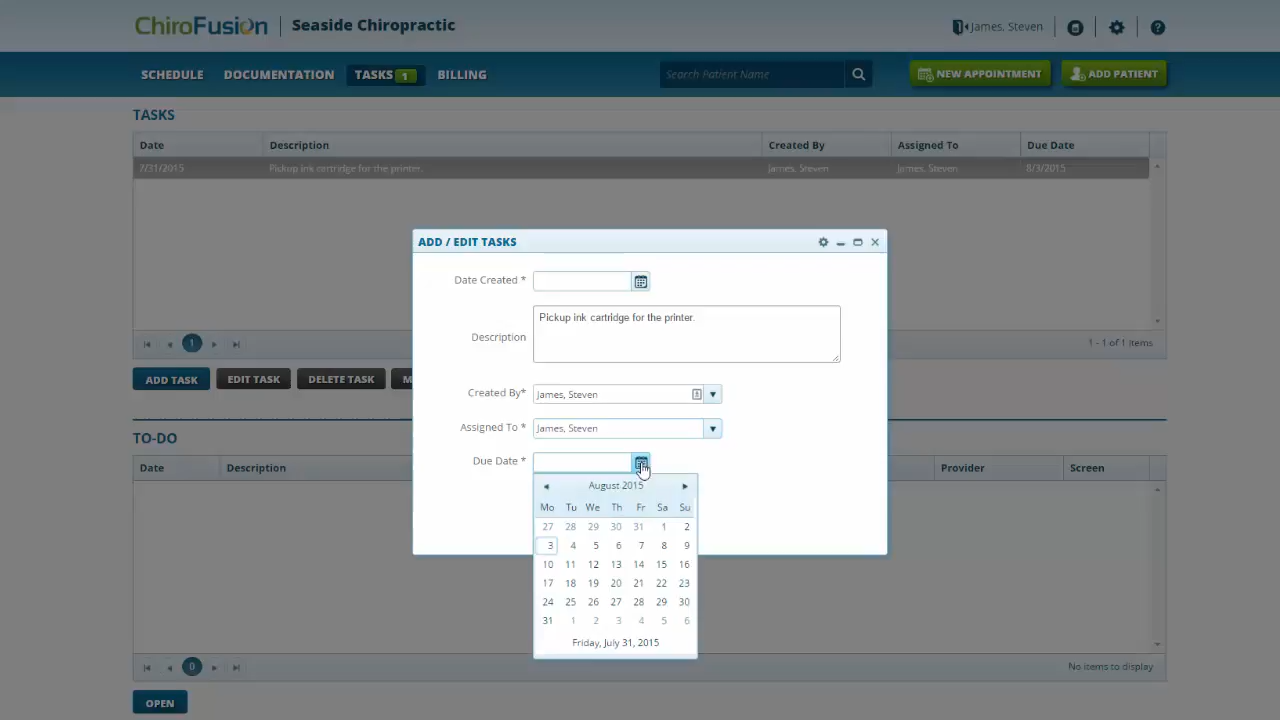 ChiroFusion Seaside Chiropractic James, Steven
SCHEDULE DOCUMENTATION TASKS 1 BILLING Search Patient Name NEW APPOINTMENT ADD PATIENT
TASKS
Date Description Created By Assigned To Due Date
7/31/2015 Pickup ink cartridge for the printer. James, Steven James, Steven 8/3/2015
ADD / EDIT TASKS
Date Created *
Description Pickup ink cartridge for the printer.
1 1 - 1 of 1 items
ADD TASK EDIT TASK DELETE TASK M
Created By* James, Steven
Assigned To * James, Steven
Due Date *
TO-DO
Date Description Provider Screen
August 2015
Mo Tu We Th Fr Sa Su
27 28 29 30 31 1 2
3 4 5 6 7 8 9
10 11 12 13 14 15 16
17 18 19 20 21 22 23
24 25 26 27 28 29 30
31 1 2 3 4 5 6
Friday, July 31, 2015
0 No items to display
OPEN